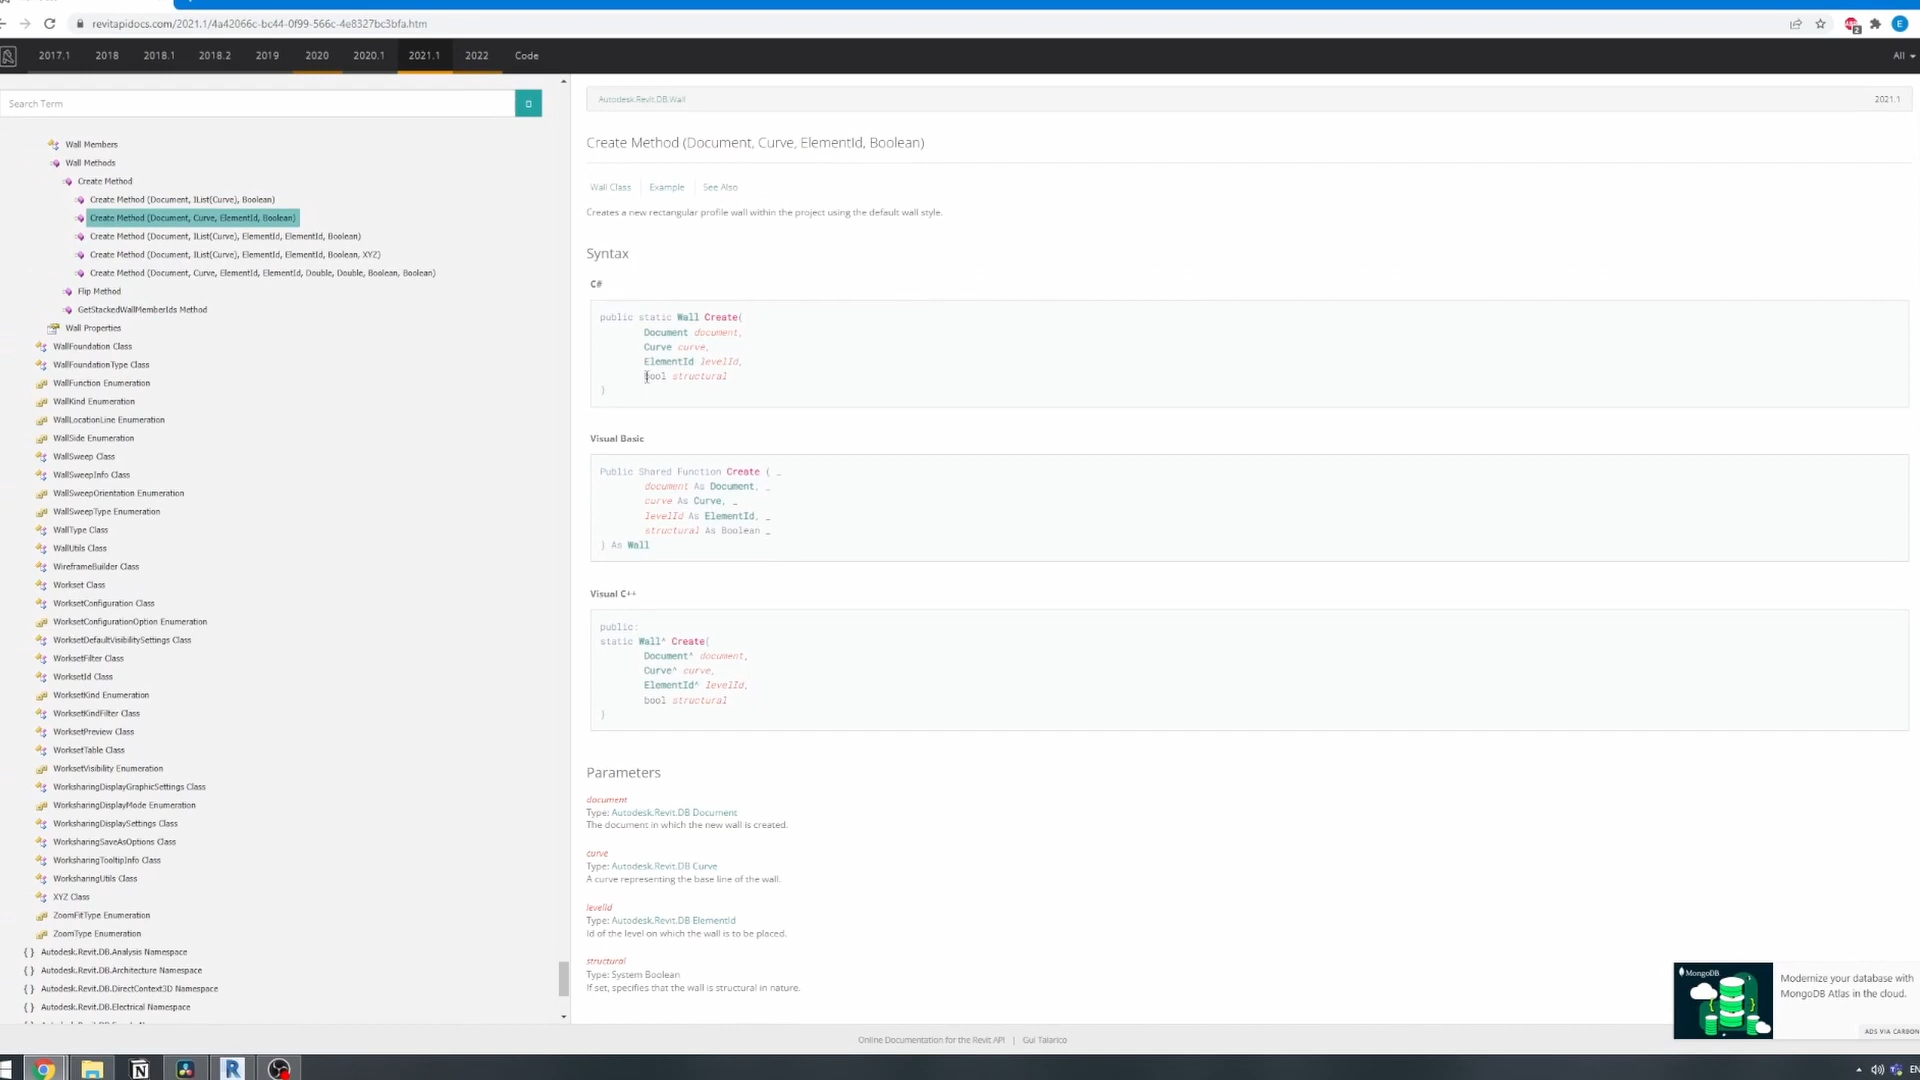 revitapidocs.com/2021.1/4a42066c-bc44-0f99-566c-4e8327bc3bfa.htm
2
E
2017.1 2018 2018.1 2018.2 2019 2020 2020.1 2021.1 2022 Code All
Search Term
Wall Members
Wall Methods
Create Method
Create Method (Document, IList(Curve), Boolean)
Create Method (Document, Curve, ElementId, Boolean)
Create Method (Document, IList(Curve), ElementId, ElementId, Boolean)
Create Method (Document, IList(Curve), ElementId, ElementId, Boolean, XYZ)
Create Method (Document, Curve, ElementId, ElementId, Double, Double, Boolean, Boolean)
Flip Method
GetStackedWallMemberIds Method
Wall Properties
WallFoundation Class
WallFoundationType Class
WallFunction Enumeration
WallKind Enumeration
WallLocationLine Enumeration
WallSide Enumeration
WallSweep Class
WallSweepInfo Class
WallSweepOrientation Enumeration
WallSweepType Enumeration
WallType Class
WallUtils Class
WireframeBuilder Class
Workset Class
WorksetConfiguration Class
WorksetConfigurationOption Enumeration
WorksetDefaultVisibilitySettings Class
WorksetFilter Class
WorksetId Class
WorksetKind Enumeration
WorksetKindFilter Class
WorksetPreview Class
WorksetTable Class
WorksetVisibility Enumeration
WorksharingDisplayGraphicSettings Class
WorksharingDisplayMode Enumeration
WorksharingDisplaySettings Class
WorksharingSaveAsOptions Class
WorksharingTooltipInfo Class
WorksharingUtils Class
XYZ Class
ZoomFitType Enumeration
ZoomType Enumeration
{ } Autodesk.Revit.DB.Analysis Namespace
{ } Autodesk.Revit.DB.Architecture Namespace
{ } Autodesk.Revit.DB.DirectContext3D Namespace
{ } Autodesk.Revit.DB.Electrical Namespace
Autodesk.Revit.DB.Wall 2021.1
Create Method (Document, Curve, ElementId, Boolean)
Wall Class Example See Also
Creates a new rectangular profile wall within the project using the default wall style.
Syntax
C#
public static Wall Create(
Document document,
Curve curve,
ElementId levelId,
bool structural
)
Visual Basic
Public Shared Function Create ( _
document As Document, _
curve As Curve, _
levelId As ElementId, _
structural As Boolean _
) As Wall
Visual C++
public:
static Wall^ Create(
Document^ document,
Curve^ curve,
ElementId^ levelId,
bool structural
)
Parameters
document
Type: Autodesk.Revit.DB Document
The document in which the new wall is created.
curve
Type: Autodesk.Revit.DB Curve
A curve representing the base line of the wall.
levelId
Type: Autodesk.Revit.DB ElementId
Id of the level on which the wall is to be placed.
structural
Type: System Boolean
If set, specifies that the wall is structural in nature.
MongoDB
Modernize your database with
MongoDB Atlas in the cloud.
ADS VIA CARBON
Online Documentation for the Revit API | Gui Talarico
N R EN